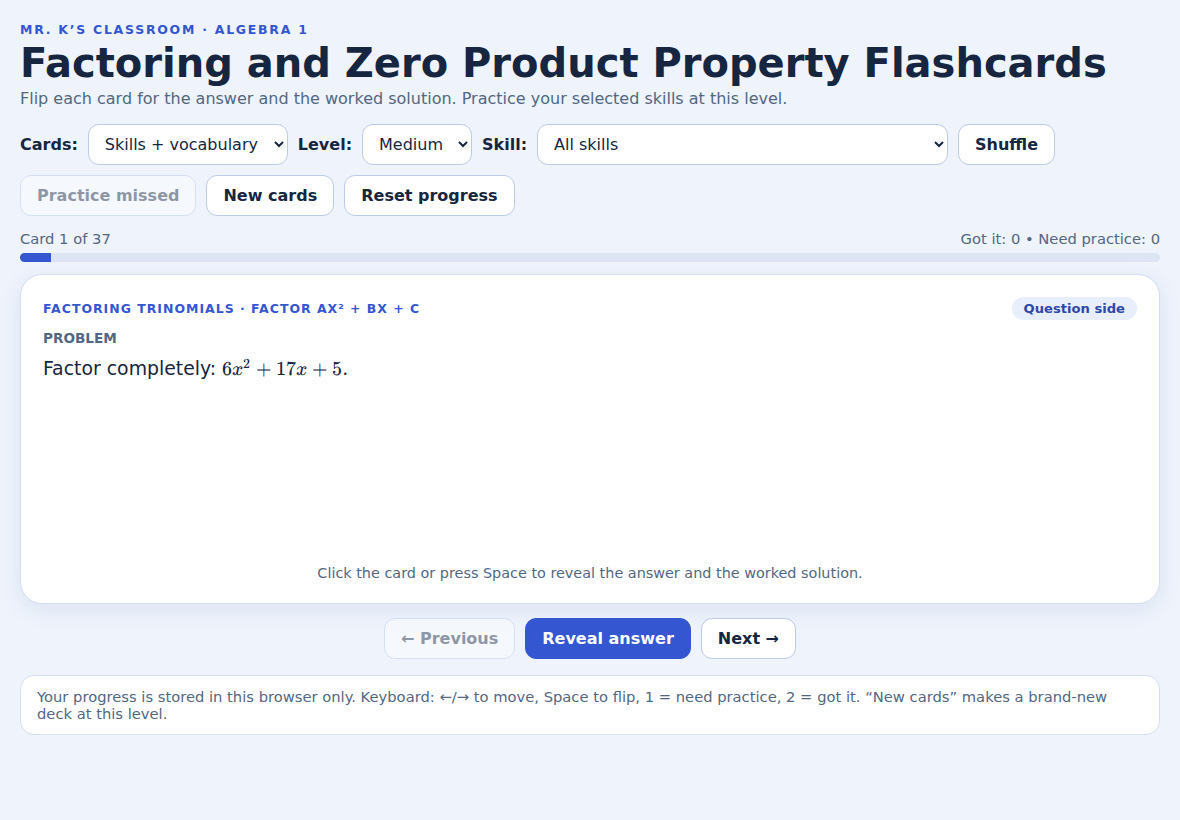 MR. K’S CLASSROOM · ALGEBRA 1
Factoring and Zero Product Property Flashcards
Flip each card for the answer and the worked solution. Practice your selected skills at this level.
Cards: Skills + vocabulary Level: Medium Skill: All skills Shuffle
Practice missed New cards Reset progress
Card 1 of 37 Got it: 0 • Need practice: 0
FACTORING TRINOMIALS · FACTOR AX² + BX + C Question side
PROBLEM
Factor completely: 6x² + 17x + 5.
Click the card or press Space to reveal the answer and the worked solution.
← Previous Reveal answer Next →
Your progress is stored in this browser only. Keyboard: ←/→ to move, Space to flip, 1 = need practice, 2 = got it. “New cards” makes a brand-new
deck at this level.